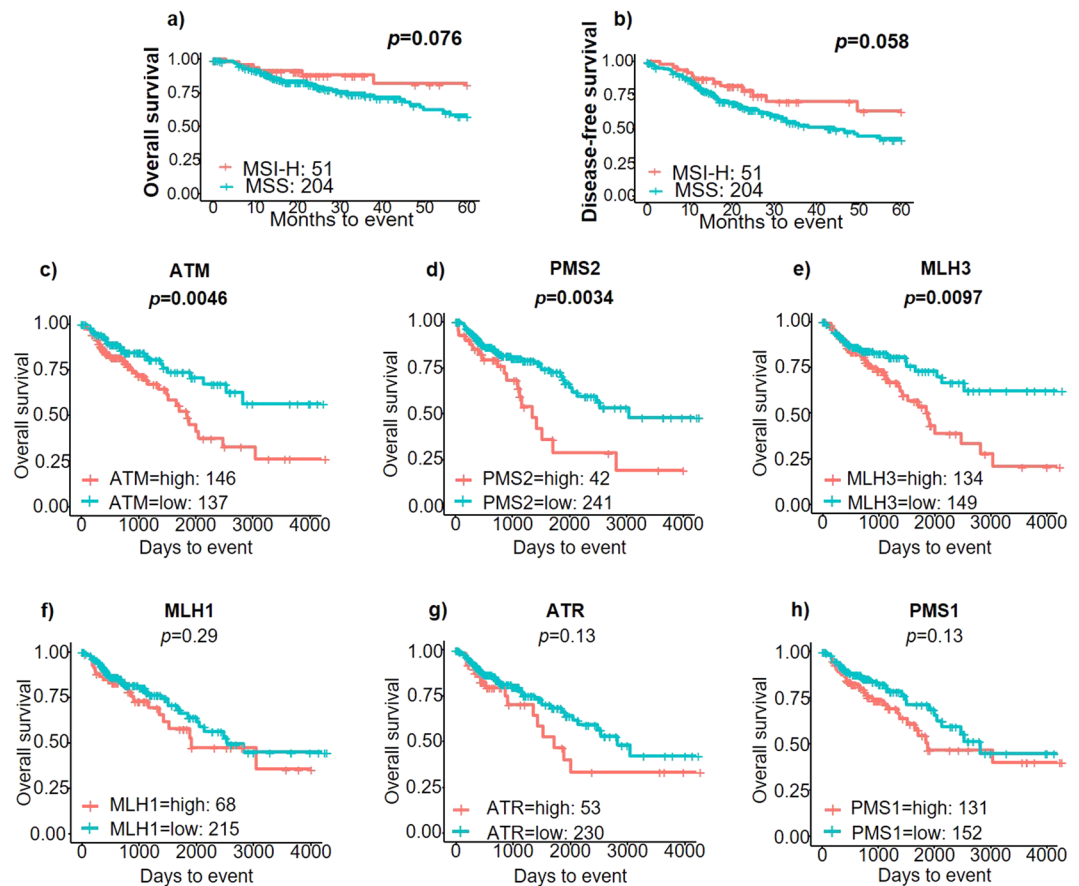 a)
p=0.076
Overall survival
1.00
0.75
0.50
0.25
0.00
MSI-H: 51
MSS: 204
0 10 20 30 40 50 60
Months to event
b)
p=0.058
Disease-free survival
1.00
0.75
0.50
0.25
0.00
MSI-H: 51
MSS: 204
0 10 20 30 40 50 60
Months to event
c)
ATM
p=0.0046
Overall survival
1.00
0.75
0.50
0.25
0.00
ATM=high: 146
ATM=low: 137
0 1000 2000 3000 4000
Days to event
d)
PMS2
p=0.0034
Overall survival
1.00
0.75
0.50
0.25
0.00
PMS2=high: 42
PMS2=low: 241
0 1000 2000 3000 4000
Days to event
e)
MLH3
p=0.0097
Overall survival
1.00
0.75
0.50
0.25
0.00
MLH3=high: 134
MLH3=low: 149
0 1000 2000 3000 4000
Days to event
f)
MLH1
p=0.29
Overall survival
1.00
0.75
0.50
0.25
0.00
MLH1=high: 68
MLH1=low: 215
0 1000 2000 3000 4000
Days to event
g)
ATR
p=0.13
Overall survival
1.00
0.75
0.50
0.25
0.00
ATR=high: 53
ATR=low: 230
0 1000 2000 3000 4000
Days to event
h)
PMS1
p=0.13
Overall survival
1.00
0.75
0.50
0.25
0.00
PMS1=high: 131
PMS1=low: 152
0 1000 2000 3000 4000
Days to event